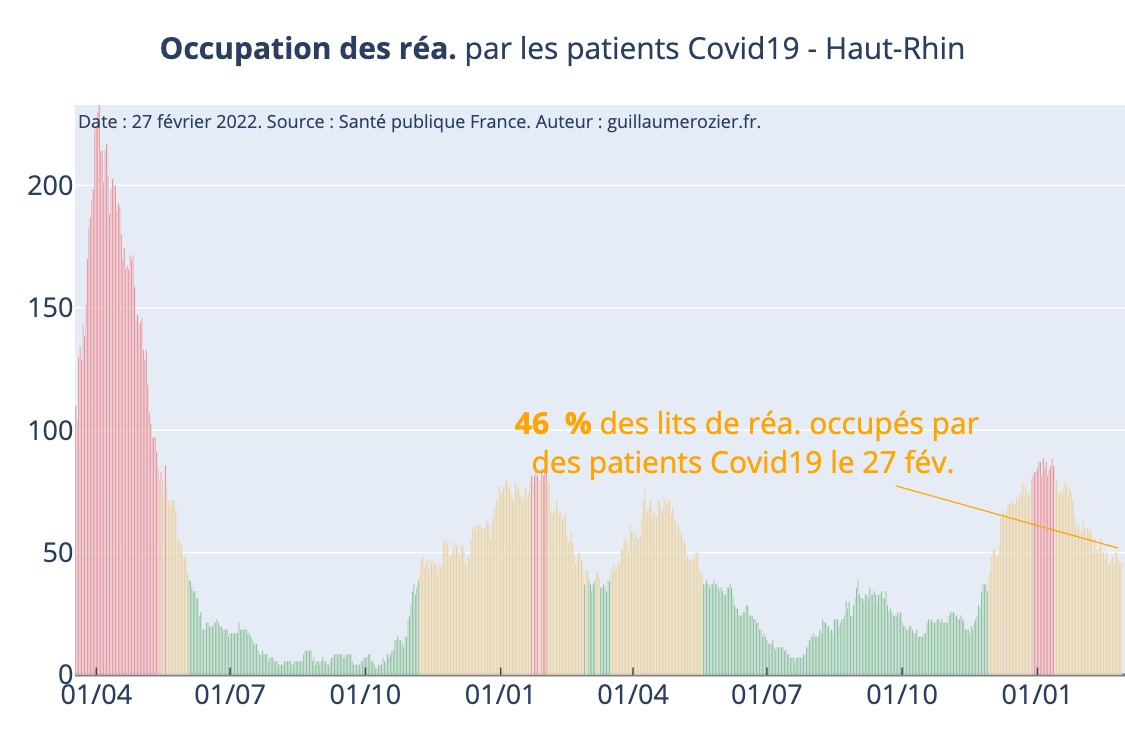 Occupation des réa. par les patients Covid19 - Haut-Rhin
Date : 27 février 2022. Source : Santé publique France. Auteur : guillaumerozier.fr.
200
150
100
46 % des lits de réa. occupés par
des patients Covid19 le 27 fév.
50
0
01/04 01/07 01/10 01/01 01/04 01/07 01/10 01/01